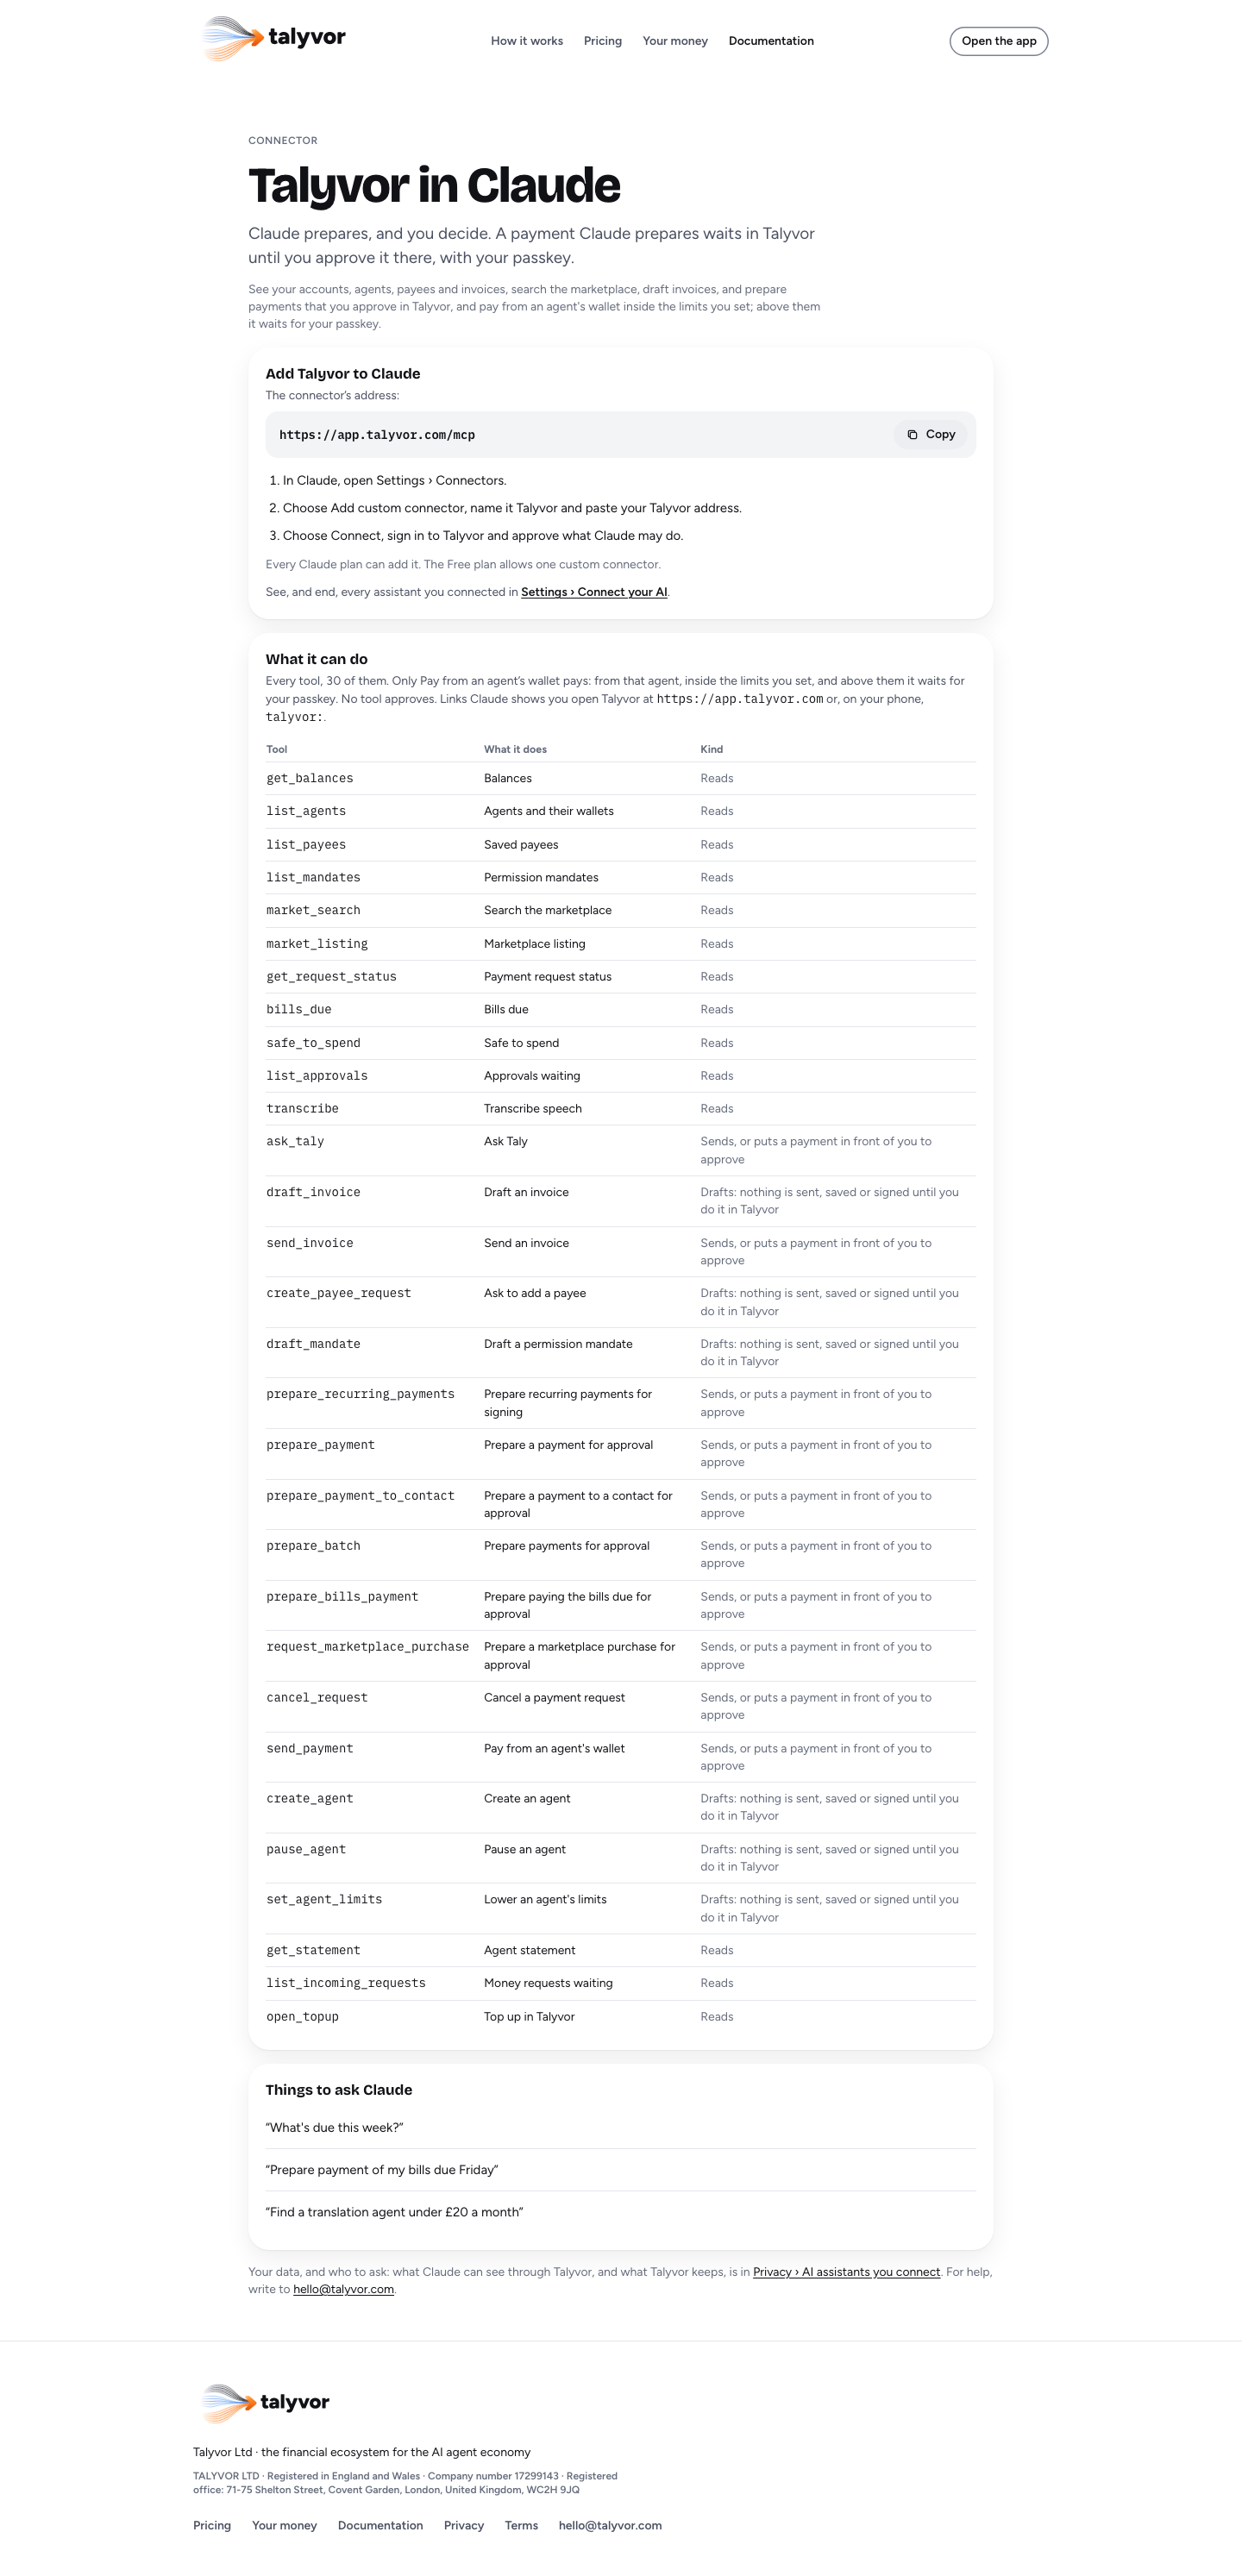 talyvor
How it works
Pricing
Your money
Documentation
Open the app
CONNECTOR
Talyvor in Claude
Claude prepares, and you decide. A payment Claude prepares waits in Talyvor
until you approve it there, with your passkey.
See your accounts, agents, payees and invoices, search the marketplace, draft invoices, and prepare
payments that you approve in Talyvor, and pay from an agent's wallet inside the limits you set; above them
it waits for your passkey.
Add Talyvor to Claude
The connector’s address:
https://app.talyvor.com/mcp
Copy
1. In Claude, open Settings › Connectors.
2. Choose Add custom connector, name it Talyvor and paste your Talyvor address.
3. Choose Connect, sign in to Talyvor and approve what Claude may do.
Every Claude plan can add it. The Free plan allows one custom connector.
See, and end, every assistant you connected in Settings › Connect your AI.
What it can do
Every tool, 30 of them. Only Pay from an agent’s wallet pays: from that agent, inside the limits you set, and above them it waits for
your passkey. No tool approves. Links Claude shows you open Talyvor at https://app.talyvor.com or, on your phone,
talyvor:.
Tool What it does Kind
get_balances Balances Reads
list_agents Agents and their wallets Reads
list_payees Saved payees Reads
list_mandates Permission mandates Reads
market_search Search the marketplace Reads
market_listing Marketplace listing Reads
get_request_status Payment request status Reads
bills_due Bills due Reads
safe_to_spend Safe to spend Reads
list_approvals Approvals waiting Reads
transcribe Transcribe speech Reads
ask_taly Ask Taly Sends, or puts a payment in front of you to
approve
draft_invoice Draft an invoice Drafts: nothing is sent, saved or signed until you
do it in Talyvor
send_invoice Send an invoice Sends, or puts a payment in front of you to
approve
create_payee_request Ask to add a payee Drafts: nothing is sent, saved or signed until you
do it in Talyvor
draft_mandate Draft a permission mandate Drafts: nothing is sent, saved or signed until you
do it in Talyvor
prepare_recurring_payments Prepare recurring payments for Sends, or puts a payment in front of you to
signing approve
prepare_payment Prepare a payment for approval Sends, or puts a payment in front of you to
approve
prepare_payment_to_contact Prepare a payment to a contact for Sends, or puts a payment in front of you to
approval approve
prepare_batch Prepare payments for approval Sends, or puts a payment in front of you to
approve
prepare_bills_payment Prepare paying the bills due for Sends, or puts a payment in front of you to
approval approve
request_marketplace_purchase Prepare a marketplace purchase for Sends, or puts a payment in front of you to
approval approve
cancel_request Cancel a payment request Sends, or puts a payment in front of you to
approve
send_payment Pay from an agent's wallet Sends, or puts a payment in front of you to
approve
create_agent Create an agent Drafts: nothing is sent, saved or signed until you
do it in Talyvor
pause_agent Pause an agent Drafts: nothing is sent, saved or signed until you
do it in Talyvor
set_agent_limits Lower an agent's limits Drafts: nothing is sent, saved or signed until you
do it in Talyvor
get_statement Agent statement Reads
list_incoming_requests Money requests waiting Reads
open_topup Top up in Talyvor Reads
Things to ask Claude
“What's due this week?”
“Prepare payment of my bills due Friday”
“Find a translation agent under £20 a month”
Your data, and who to ask: what Claude can see through Talyvor, and what Talyvor keeps, is in Privacy › AI assistants you connect. For help,
write to hello@talyvor.com.
talyvor
Talyvor Ltd · the financial ecosystem for the AI agent economy
TALYVOR LTD · Registered in England and Wales · Company number 17299143 · Registered
office: 71-75 Shelton Street, Covent Garden, London, United Kingdom, WC2H 9JQ
Pricing
Your money
Documentation
Privacy
Terms
hello@talyvor.com